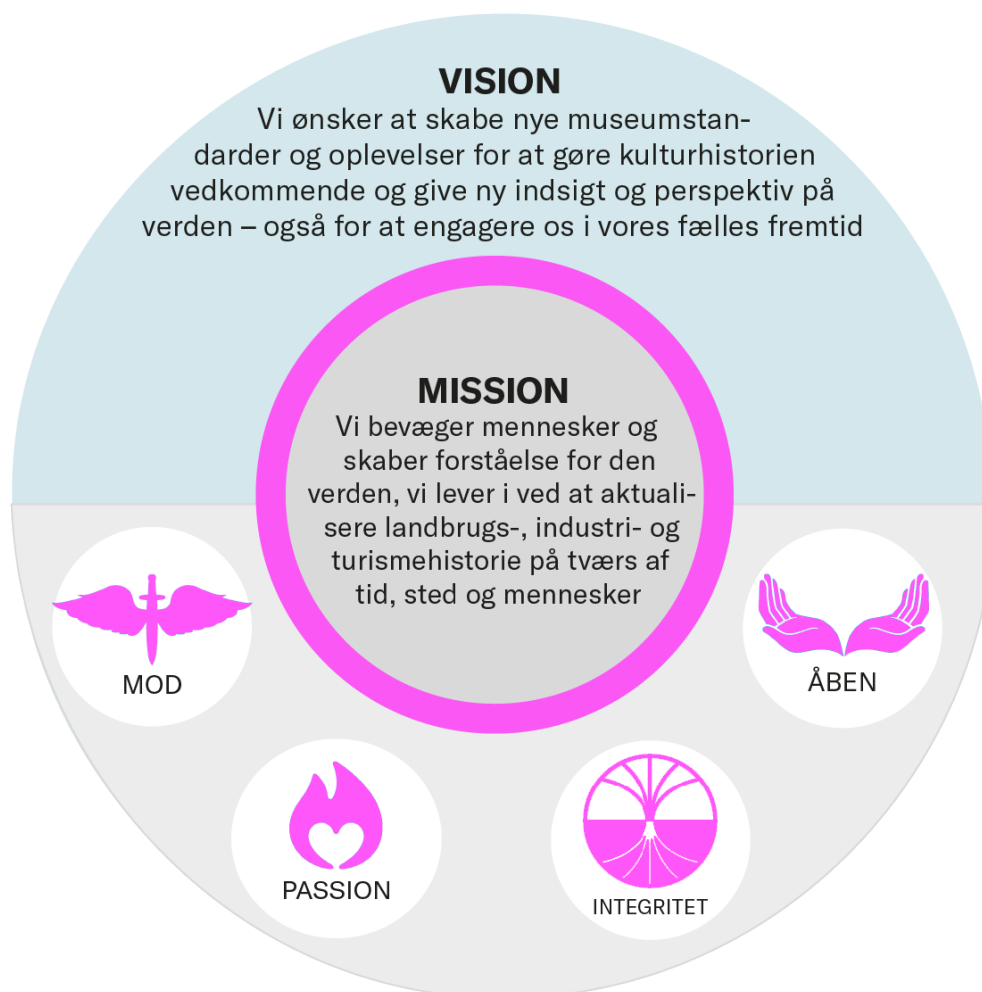 VISION
Vi ønsker at skabe nye museumstan-
darder og oplevelser for at gøre kulturhistorien
vedkommende og give ny indsigt og perspektiv på
verden – også for at engagere os i vores fælles fremtid
MISSION
Vi bevæger mennesker og
skaber forståelse for den
verden, vi lever i ved at aktuali-
sere landbrugs-, industri- og
turismehistorie på tværs af
tid, sted og mennesker
MOD
PASSION
INTEGRITET
ÅBEN